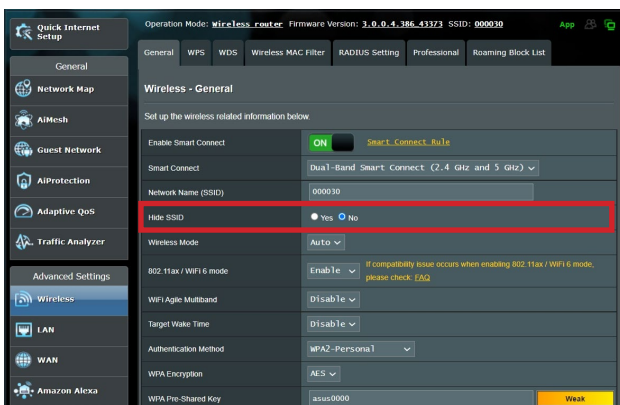 Quick Internet Setup
Operation Mode: Wireless router Firmware Version: 3.0.0.4.386_43373 SSID: 000030
App
General
Network Map
AiMesh
Guest Network
AiProtection
Adaptive QoS
Traffic Analyzer
Advanced Settings
Wireless
LAN
WAN
Amazon Alexa
General WPS WDS Wireless MAC Filter RADIUS Setting Professional Roaming Block List
Wireless - General
Set up the wireless related information below.
Enable Smart Connect ON Smart Connect Rule
Smart Connect Dual-Band Smart Connect (2.4 GHz and 5 GHz)
Network Name (SSID) 000030
Hide SSID Yes No
Wireless Mode Auto
802.11ax / WiFi 6 mode Enable If compatibility issue occurs when enabling 802.11ax / WiFi 6 mode,
please check: FAQ
WiFi Agile Multiband Disable
Target Wake Time Disable
Authentication Method WPA2-Personal
WPA Encryption AES
WPA Pre-Shared Key asus0000 Weak